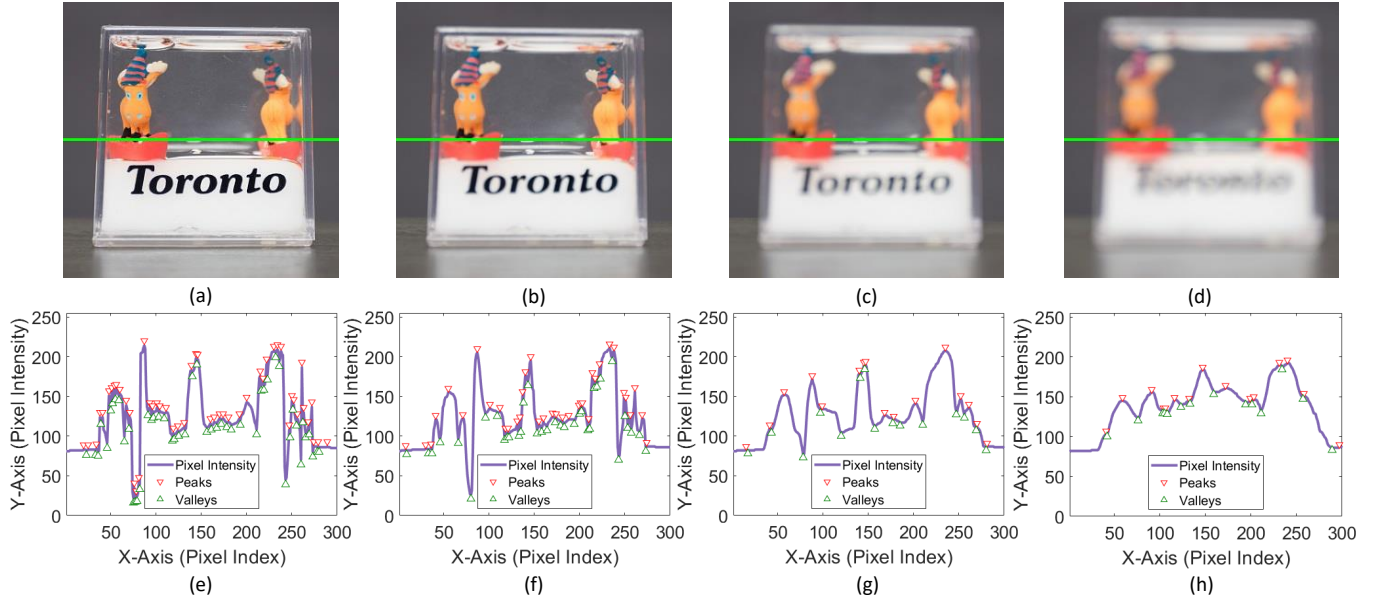 Toronto Toronto Toronto Toronto
(a) (b) (c) (d)
250 250 250 250
200 200 200 200
150 150 150 150
100 100 100 100
50 50 50 50
0 0 0 0
Y-Axis (Pixel Intensity) Y-Axis (Pixel Intensity) Y-Axis (Pixel Intensity) Y-Axis (Pixel Intensity)
Pixel Intensity Pixel Intensity Pixel Intensity Pixel Intensity
Peaks Peaks Peaks Peaks
Valleys Valleys Valleys Valleys
50 100 150 200 250 300 50 100 150 200 250 300 50 100 150 200 250 300 50 100 150 200 250 300
X-Axis (Pixel Index) X-Axis (Pixel Index) X-Axis (Pixel Index) X-Axis (Pixel Index)
(e) (f) (g) (h)